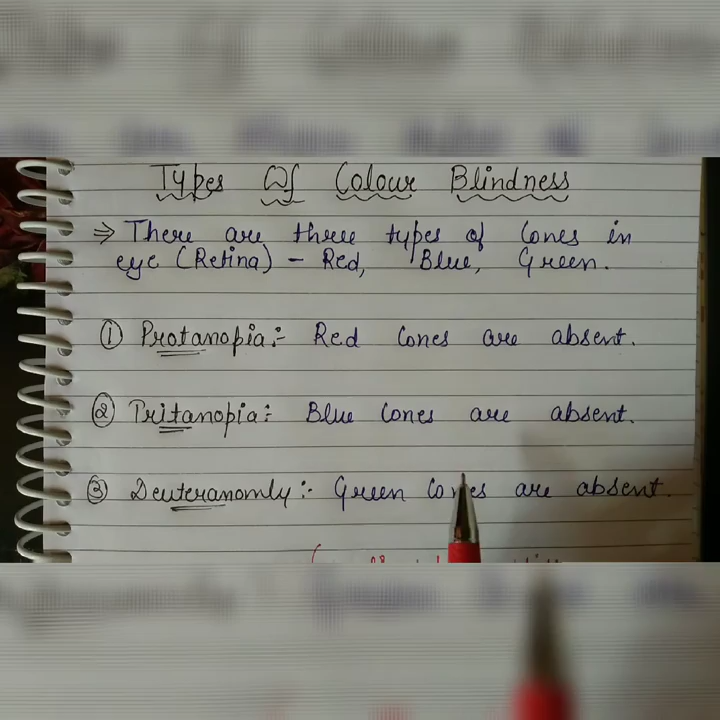 Types Of Colour Blindness
⇒ There are three types of Cones in
eye (Retina) - Red, Blue, Green.
① Protanopia:- Red Cones are absent.
② Tritanopia:- Blue Cones are absent.
③ Deuteranomly:- Green Cones are absent.